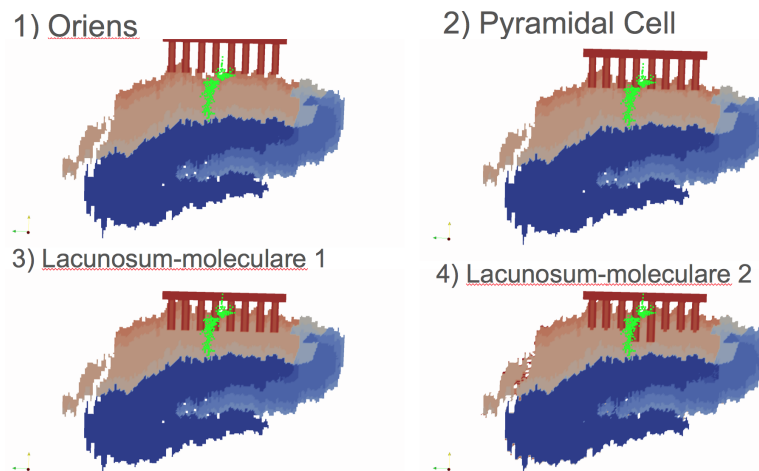 1) Oriens
2) Pyramidal Cell
3) Lacunosum-moleculare 1
4) Lacunosum-moleculare 2